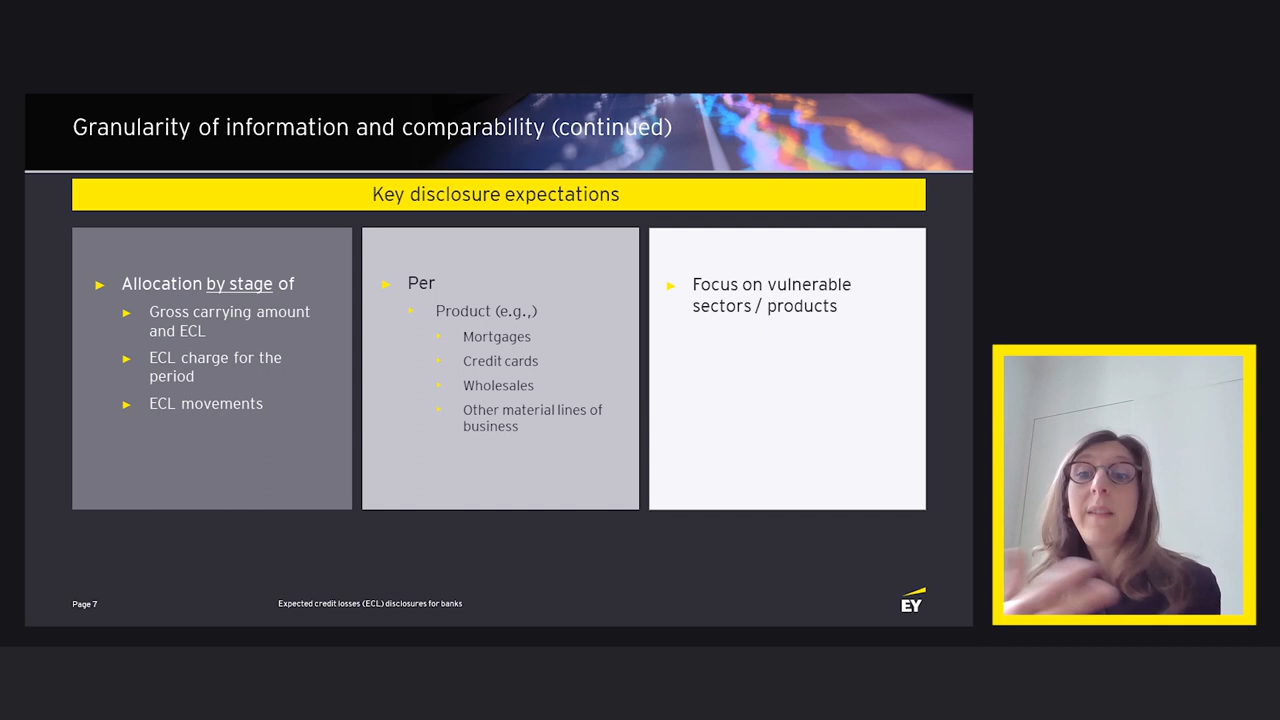 Granularity of information and comparability (continued)
Key disclosure expectations
Allocation by stage of
Gross carrying amount
and ECL
ECL charge for the
period
ECL movements
Per
Product (e.g.,)
Mortgages
Credit cards
Wholesales
Other material lines of
business
Focus on vulnerable
sectors / products
Page 7
Expected credit losses (ECL) disclosures for banks
EY